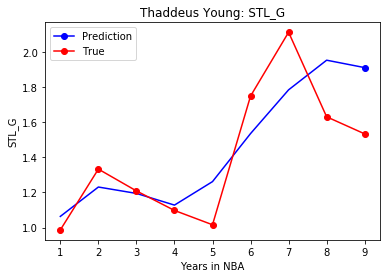 Thaddeus Young: STL_G
Prediction
True
STL_G
2.0
1.8
1.6
1.4
1.2
1.0
1 2 3 4 5 6 7 8 9
Years in NBA